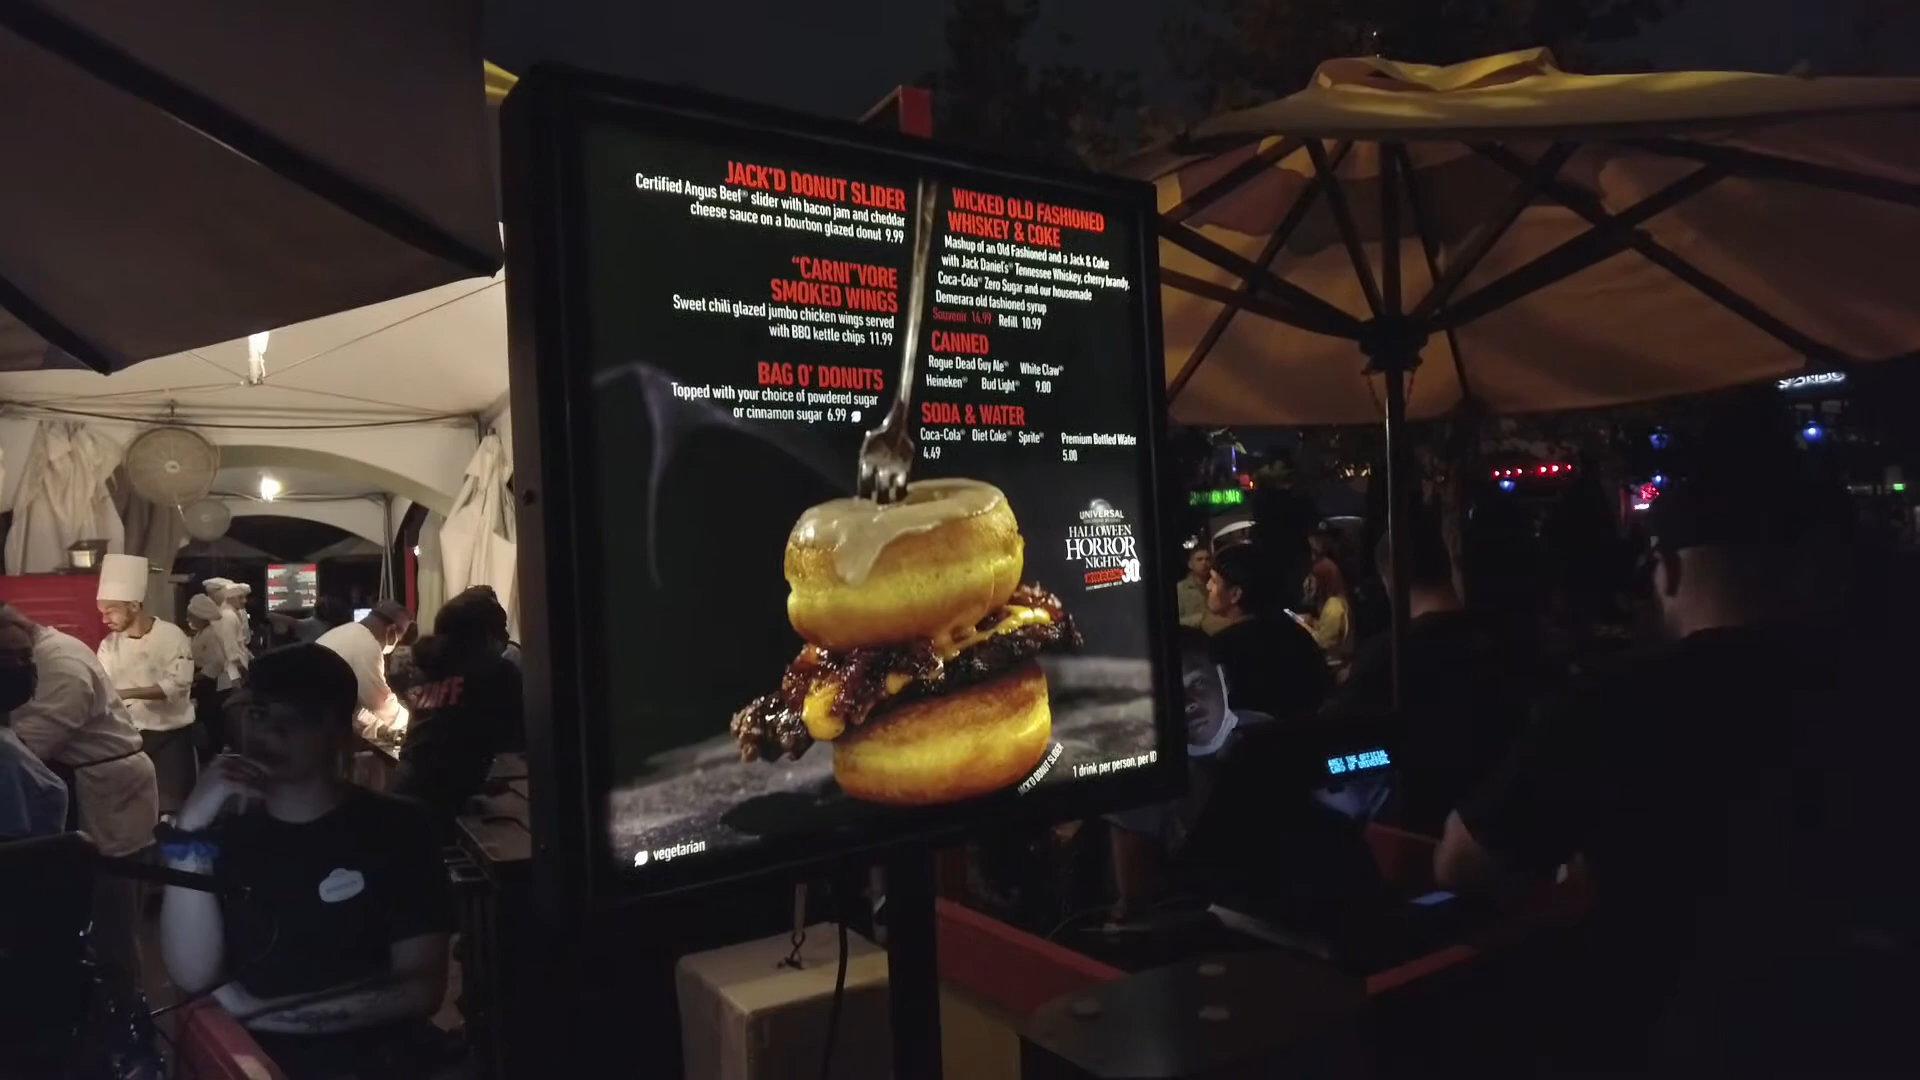 JACK'D DONUT SLIDER
Certified Angus Beef® slider with bacon jam and cheddar
cheese sauce on a bourbon glazed donut 9.99
"CARNI"VORE
SMOKED WINGS
Sweet chili glazed jumbo chicken wings served
with BBQ kettle chips 11.99
BAG O' DONUTS
Topped with your choice of powdered sugar
or cinnamon sugar 6.99
WICKED OLD FASHIONED
WHISKEY & COKE
Mashup of an Old Fashioned and a Jack & Coke
with Jack Daniel's® Tennessee Whiskey, cherry brandy,
Coca-Cola® Zero Sugar and our housemade
Demerara old fashioned syrup
Souvenir 14.99 Refill 10.99
CANNED
Rogue Dead Guy Ale® White Claw®
Heineken® Bud Light® 9.00
SODA & WATER
Coca-Cola® Diet Coke® Sprite® Premium Bottled Water
4.49 5.00
UNIVERSAL
HALLOWEEN
HORROR
NIGHTS
30
JACK'D DONUT SLIDER
1 drink per person, per ID
vegetarian